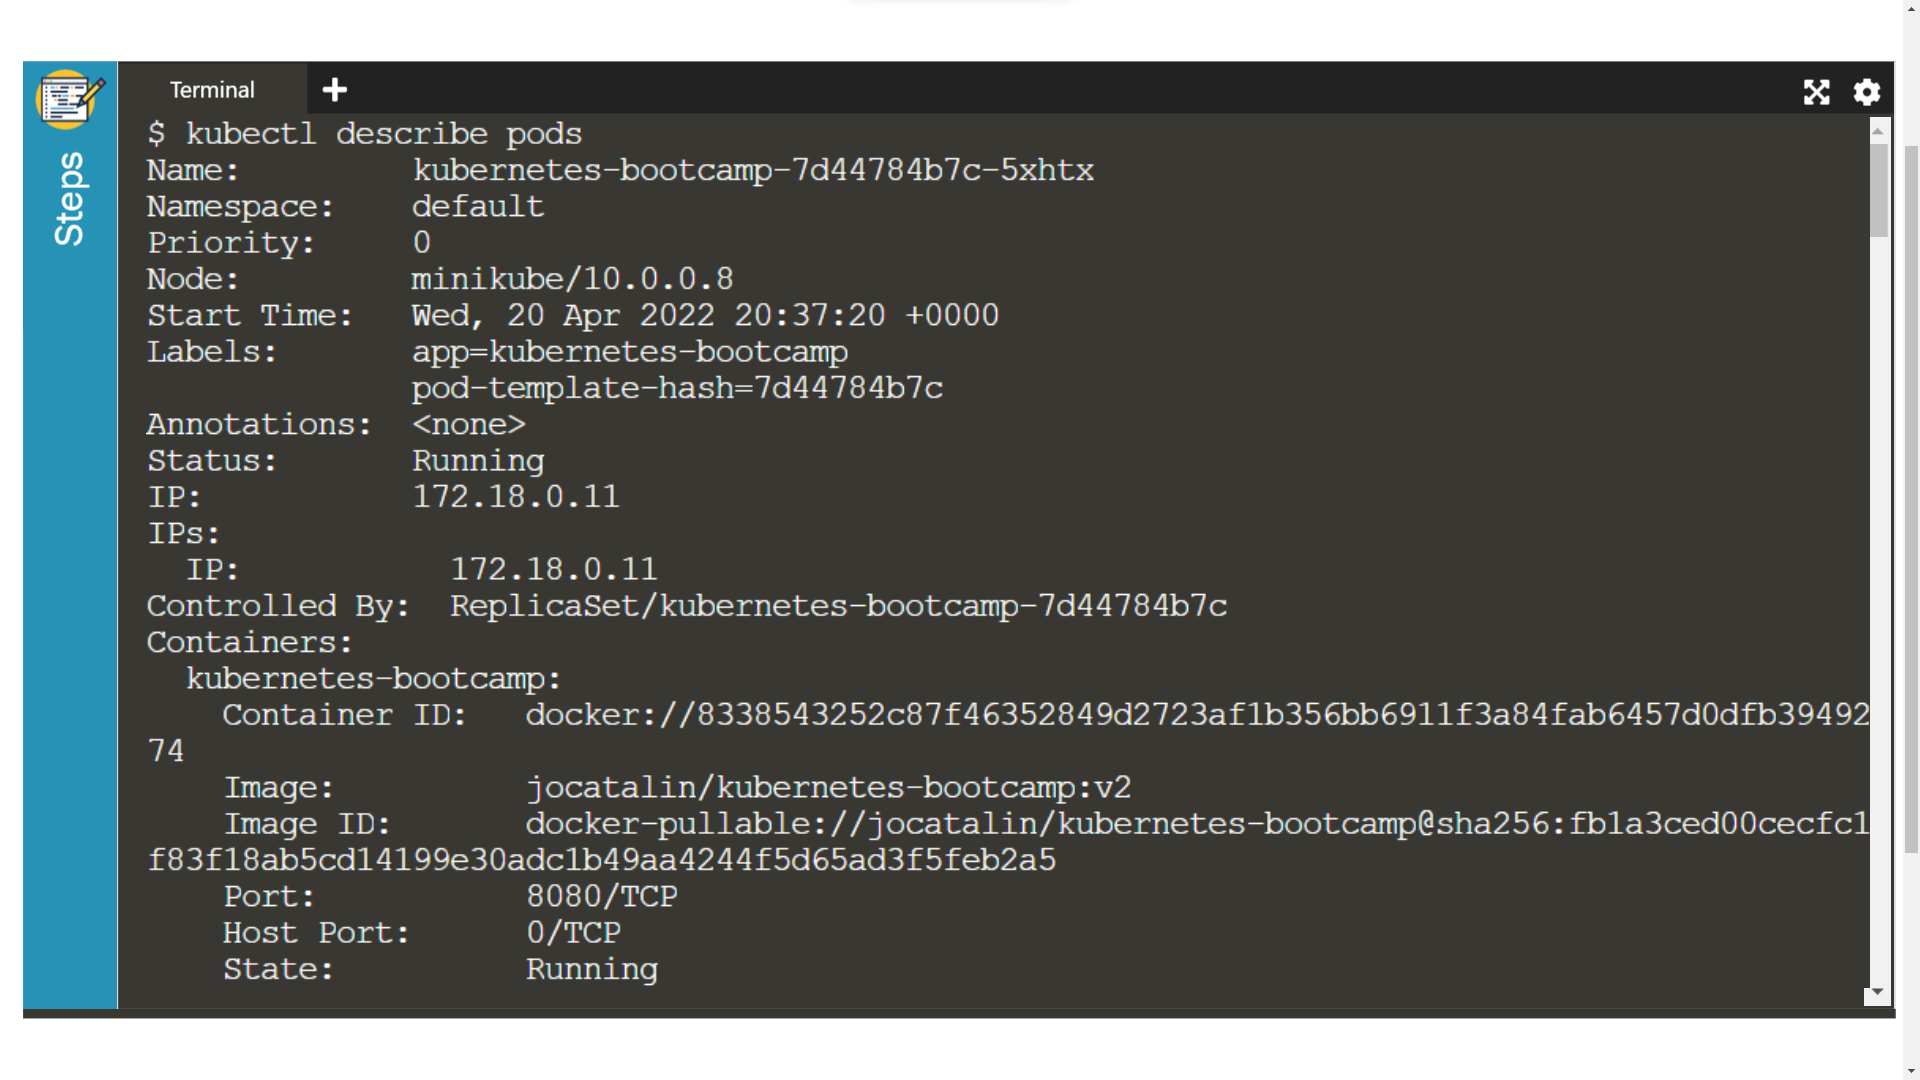 Terminal
Steps
$ kubectl describe pods
Name:         kubernetes-bootcamp-7d44784b7c-5xhtx
Namespace:    default
Priority:     0
Node:         minikube/10.0.0.8
Start Time:   Wed, 20 Apr 2022 20:37:20 +0000
Labels:       app=kubernetes-bootcamp
              pod-template-hash=7d44784b7c
Annotations:  <none>
Status:       Running
IP:           172.18.0.11
IPs:
  IP:           172.18.0.11
Controlled By:  ReplicaSet/kubernetes-bootcamp-7d44784b7c
Containers:
  kubernetes-bootcamp:
    Container ID:   docker://8338543252c87f46352849d2723af1b356bb6911f3a84fab6457d0dfb39492
74
    Image:          jocatalin/kubernetes-bootcamp:v2
    Image ID:       docker-pullable://jocatalin/kubernetes-bootcamp@sha256:fb1a3ced00cecfc1
f83f18ab5cd14199e30adc1b49aa4244f5d65ad3f5feb2a5
    Port:           8080/TCP
    Host Port:      0/TCP
    State:          Running